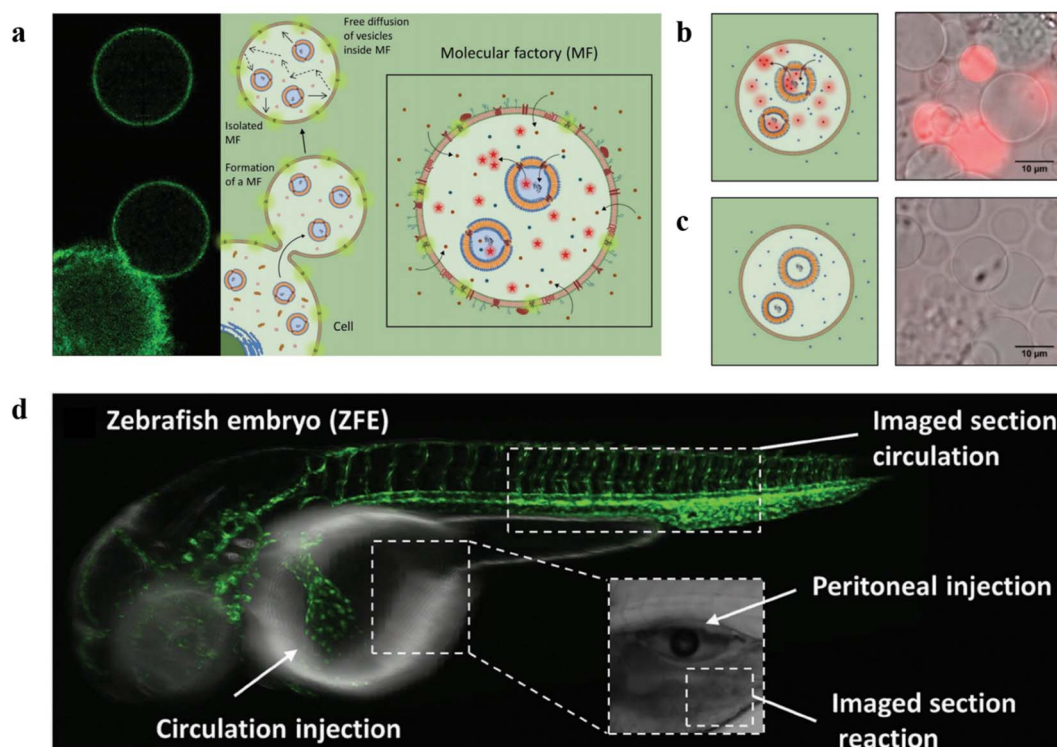 a
Free diffusion
of vesicles
inside MF
Isolated
MF
Formation
of a MF
Cell
Molecular factory (MF)
b
10 µm
c
10 µm
d
Zebrafish embryo (ZFE)
Imaged section
circulation
Peritoneal injection
Circulation injection
Imaged section
reaction